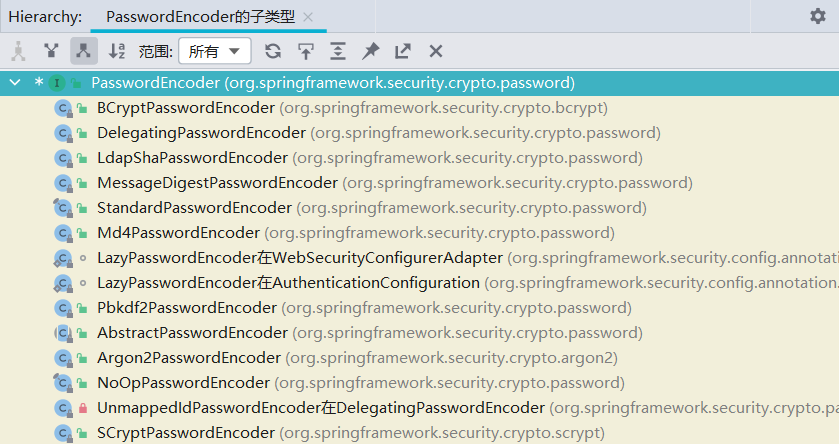 Hierarchy: PasswordEncoder的子类型
范围: 所有
PasswordEncoder (org.springframework.security.crypto.password)
BCryptPasswordEncoder (org.springframework.security.crypto.bcrypt)
DelegatingPasswordEncoder (org.springframework.security.crypto.password)
LdapShaPasswordEncoder (org.springframework.security.crypto.password)
MessageDigestPasswordEncoder (org.springframework.security.crypto.password)
StandardPasswordEncoder (org.springframework.security.crypto.password)
Md4PasswordEncoder (org.springframework.security.crypto.password)
LazyPasswordEncoder在WebSecurityConfigurerAdapter (org.springframework.security.config.annotation
LazyPasswordEncoder在AuthenticationConfiguration (org.springframework.security.config.annotation.
Pbkdf2PasswordEncoder (org.springframework.security.crypto.password)
AbstractPasswordEncoder (org.springframework.security.crypto.password)
Argon2PasswordEncoder (org.springframework.security.crypto.argon2)
NoOpPasswordEncoder (org.springframework.security.crypto.password)
UnmappedIdPasswordEncoder在DelegatingPasswordEncoder (org.springframework.security.crypto.pa
SCryptPasswordEncoder (org.springframework.security.crypto.scrypt)